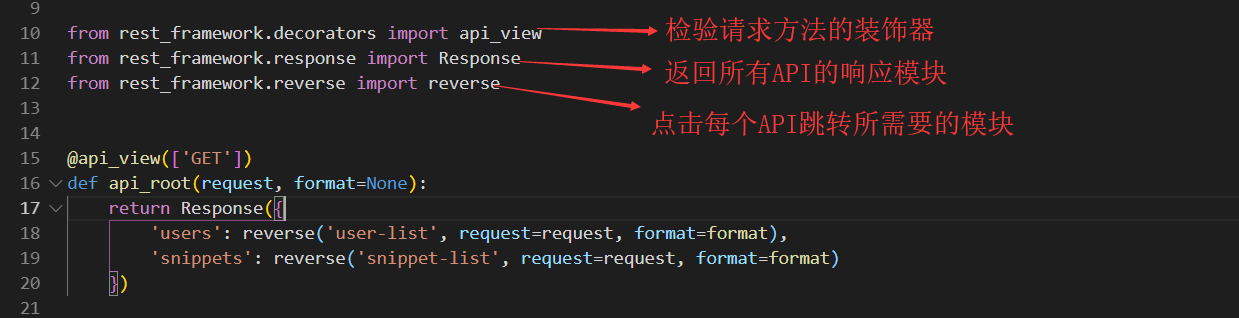 9
10 from rest_framework.decorators import api_view 检验请求方法的装饰器
11 from rest_framework.response import Response 返回所有API的响应模块
12 from rest_framework.reverse import reverse 点击每个API跳转所需要的模块
13
14
15 @api_view(['GET'])
16 def api_root(request, format=None):
17     return Response({
18         'users': reverse('user-list', request=request, format=format),
19         'snippets': reverse('snippet-list', request=request, format=format)
20     })
21